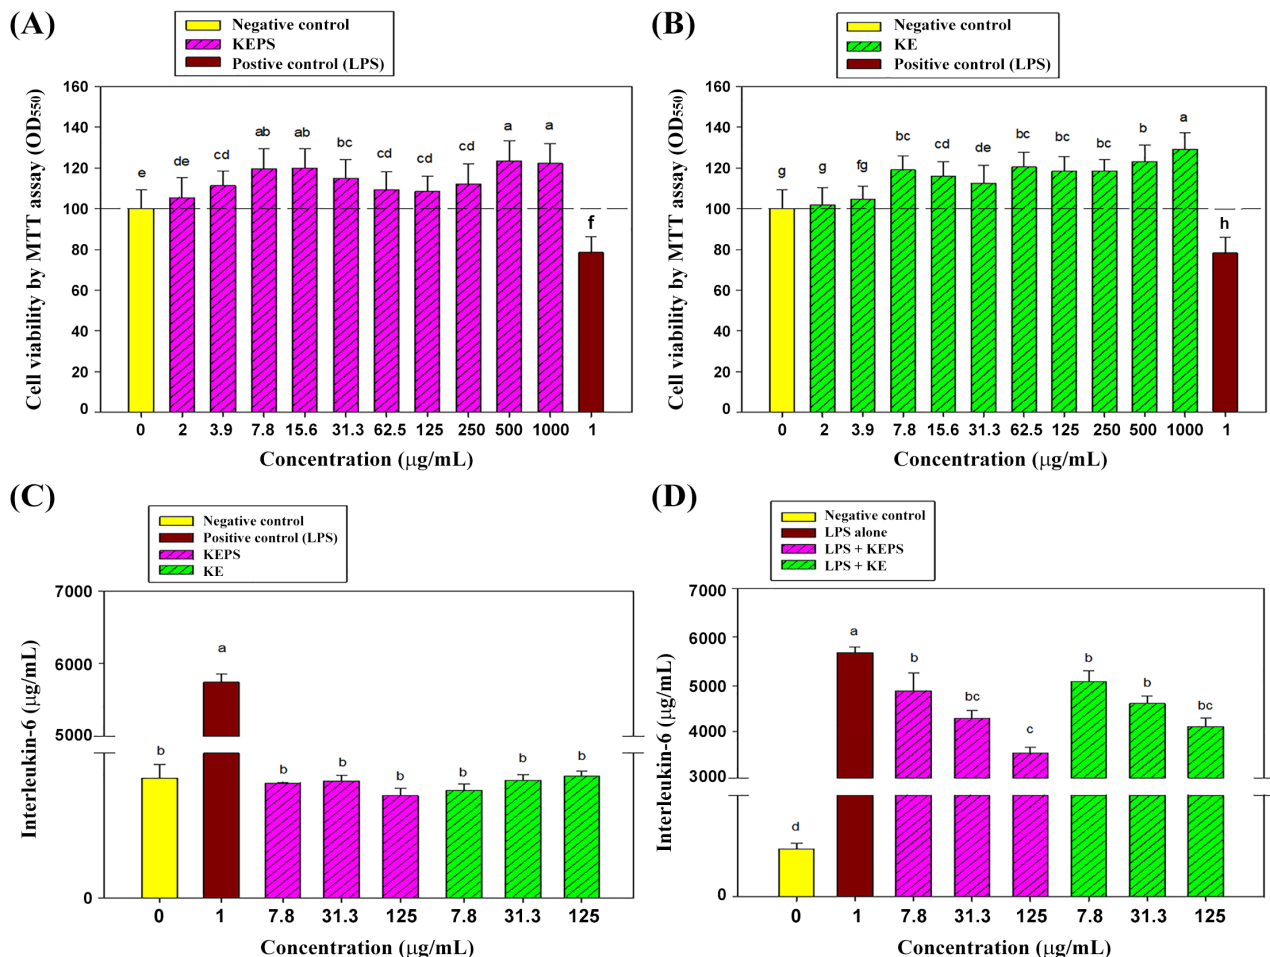 (A)
Negative control
KEPS
Postive control (LPS)
Cell viability by MTT assay (OD550)
160
140
120
100
80
60
40
20
0
e
de
cd
ab
ab
bc
cd
cd
cd
a
a
f
0 2 3.9 7.8 15.6 31.3 62.5 125 250 500 1000 1
Concentration (µg/mL)
(B)
Negative control
KE
Positive control (LPS)
Cell viability by MTT assay (OD550)
160
140
120
100
80
60
40
20
0
g
g
fg
bc
cd
de
bc
bc
bc
b
a
h
0 2 3.9 7.8 15.6 31.3 62.5 125 250 500 1000 1
Concentration (µg/mL)
(C)
Negative control
Positive control (LPS)
KEPS
KE
Interleukin-6 (µg/mL)
7000
6000
5000
0
b
a
b
b
b
b
b
b
0 1 7.8 31.3 125 7.8 31.3 125
Concentration (µg/mL)
(D)
Negative control
LPS alone
LPS + KEPS
LPS + KE
Interleukin-6 (µg/mL)
7000
6000
5000
4000
3000
0
d
a
b
bc
c
b
b
bc
0 1 7.8 31.3 125 7.8 31.3 125
Concentration (µg/mL)